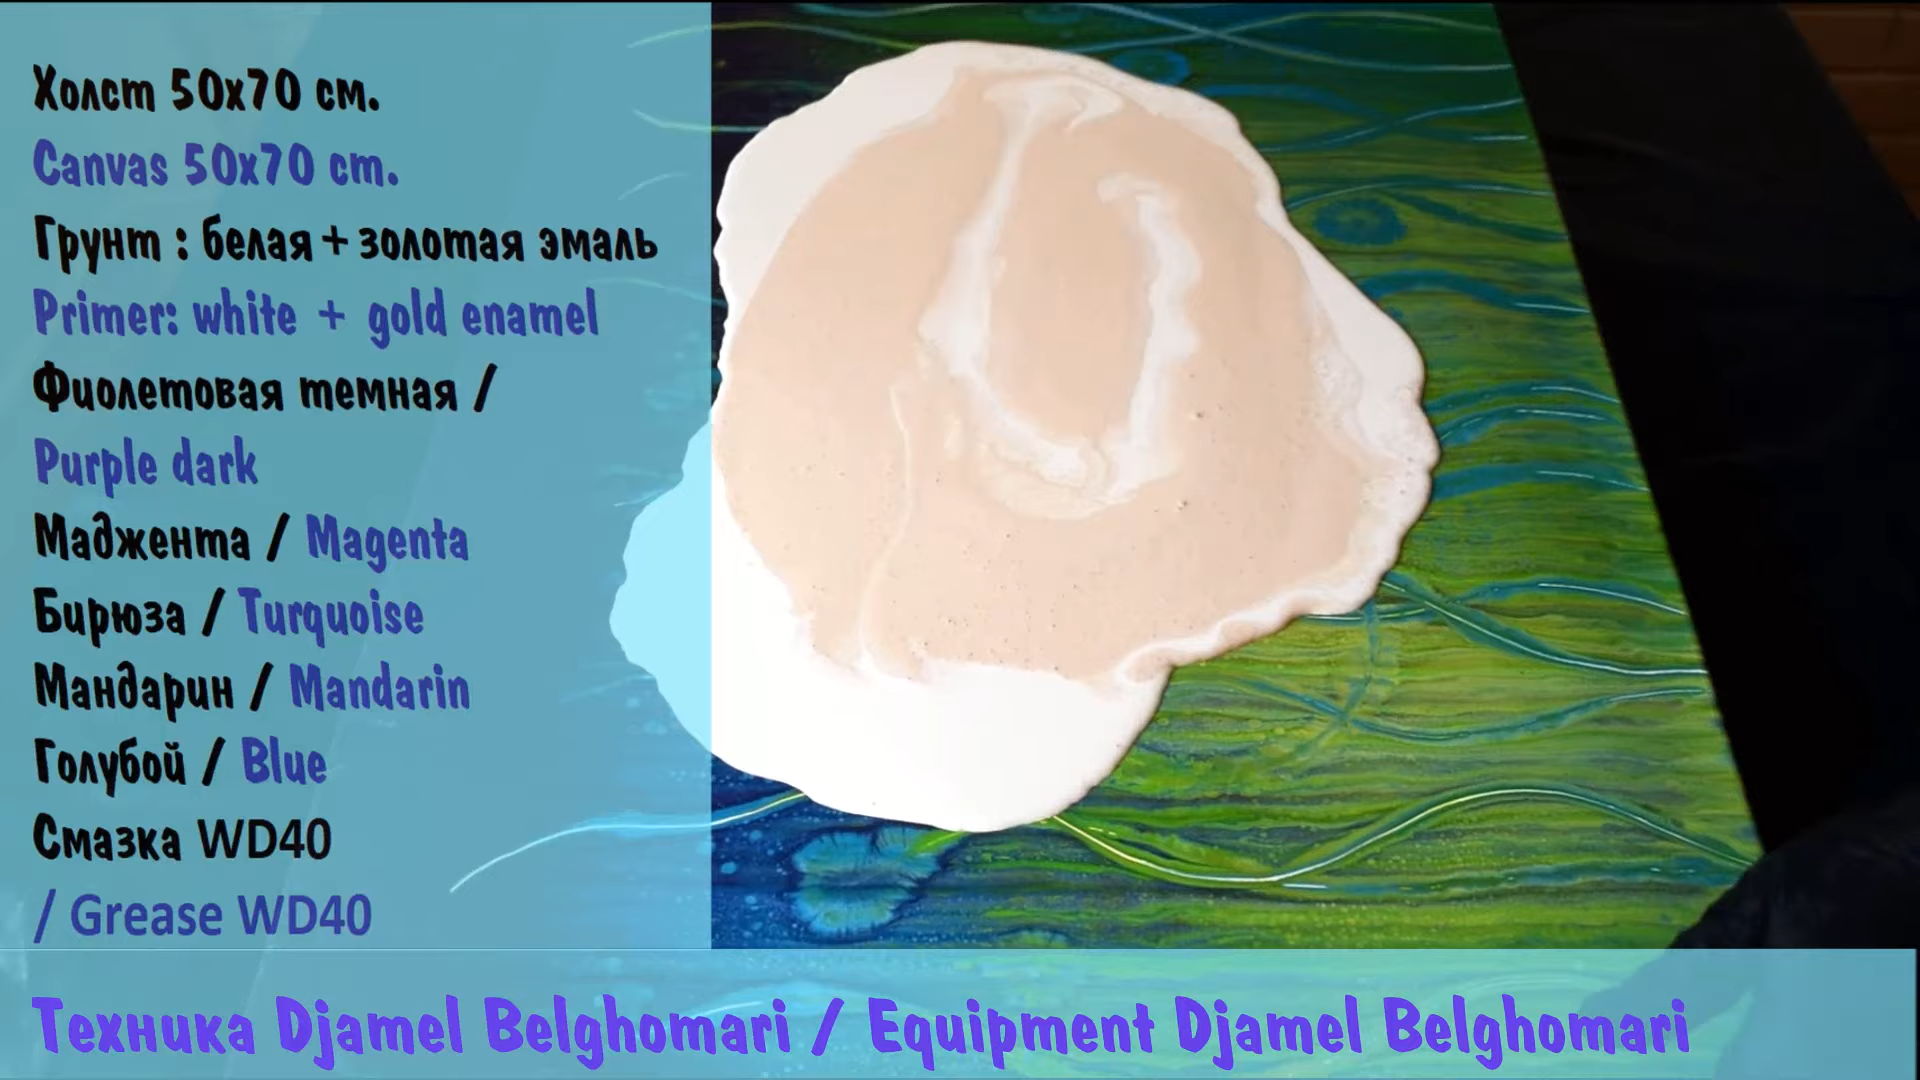 Холст 50х70 см.
Canvas 50x70 cm.
Грунт : белая + золотая эмаль
Primer: white + gold enamel
Фиолетовая темная /
Purple dark
Маджента / Magenta
Бирюза / Turquoise
Мандарин / Mandarin
Голубой / Blue
Смазка WD40
/ Grease WD40
Техника Djamel Belghomari / Equipment Djamel Belghomari